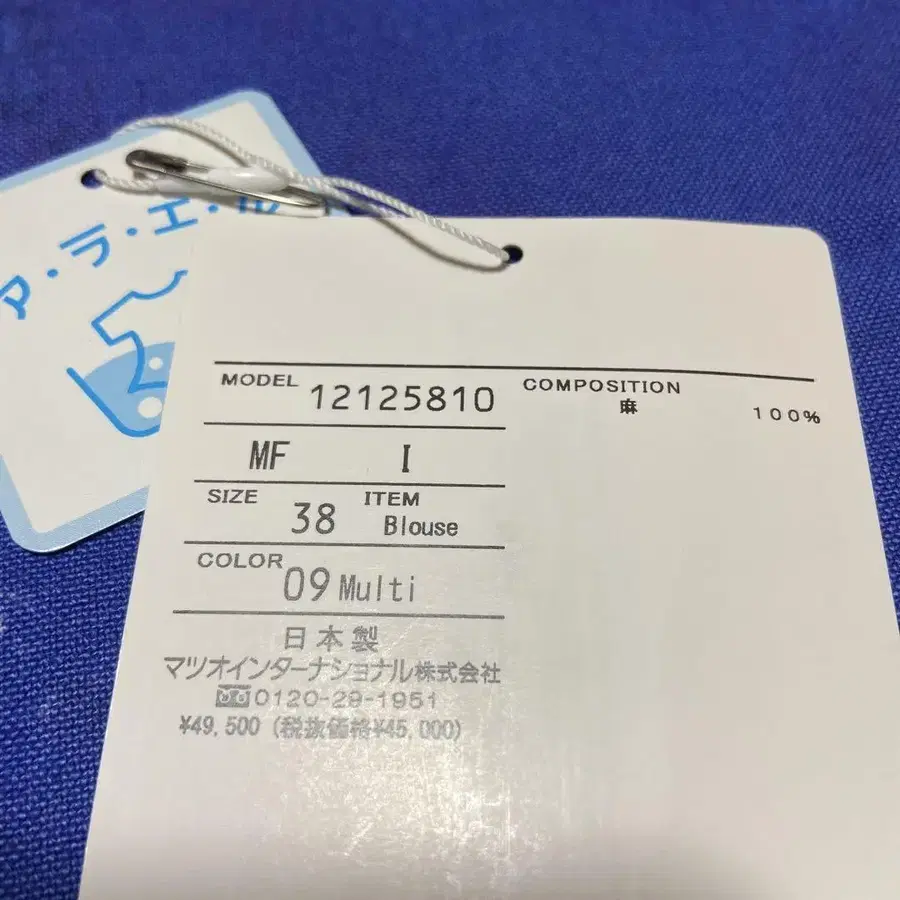 ア・ラ・エ・ル
MODEL 12125810
COMPOSITION
麻 100%
MF I
SIZE 38 ITEM Blouse
COLOR 09 Multi
日本製
マツオインターナショナル株式会社
0120-29-1951
¥49,500 (税抜価格¥45,000)